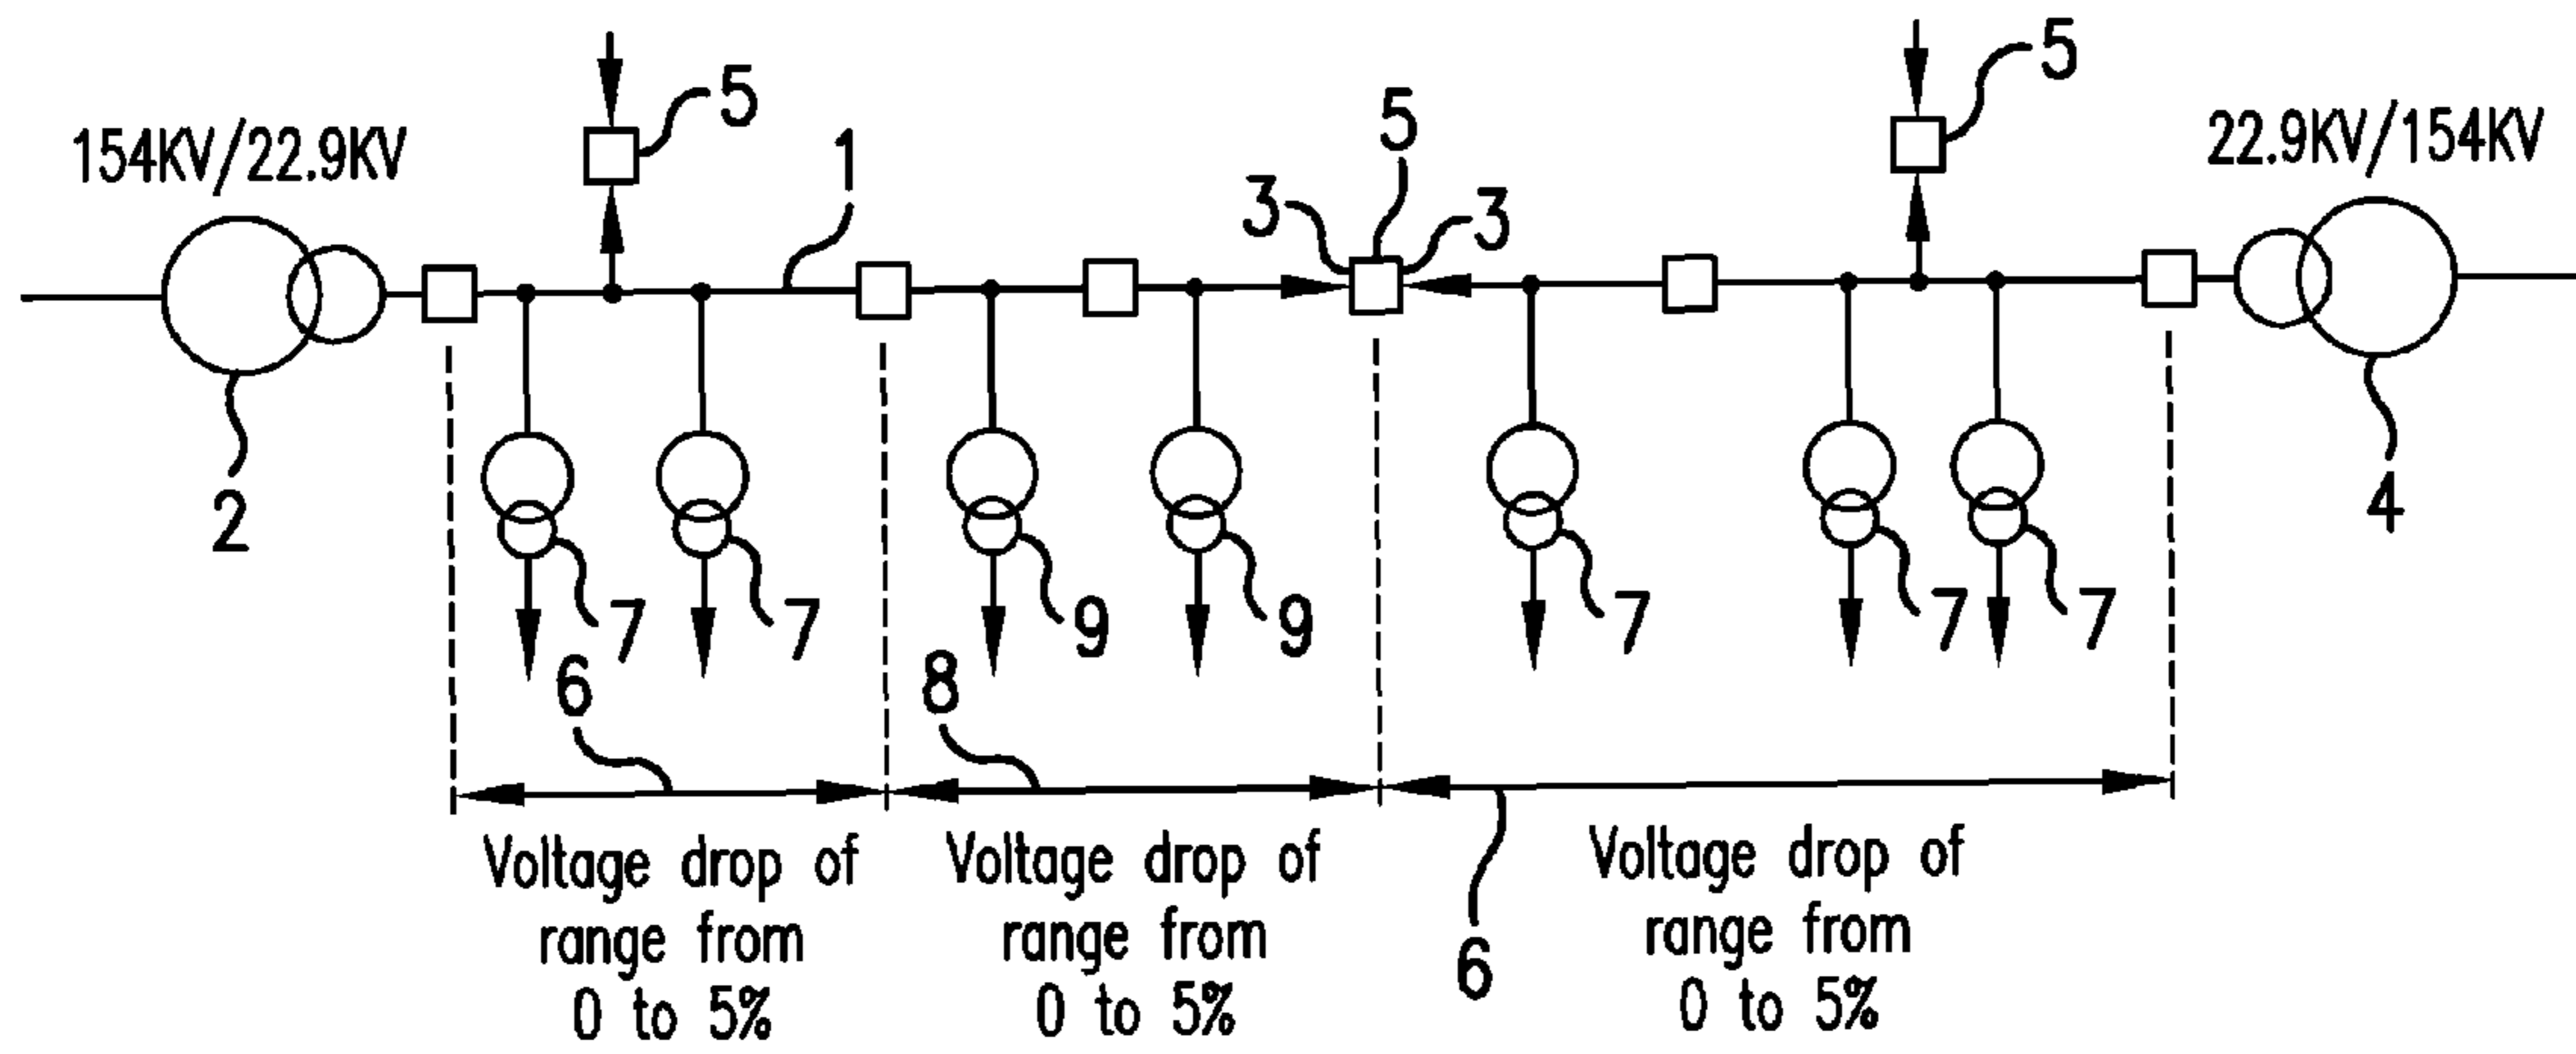 5
5
154KV/22.9KV
1
5
22.9KV/154KV
3
3
2
4
7
7
9
9
7
7
7
6
8
Voltage drop of
range from
0 to 5%
Voltage drop of
range from
0 to 5%
6
Voltage drop of
range from
0 to 5%